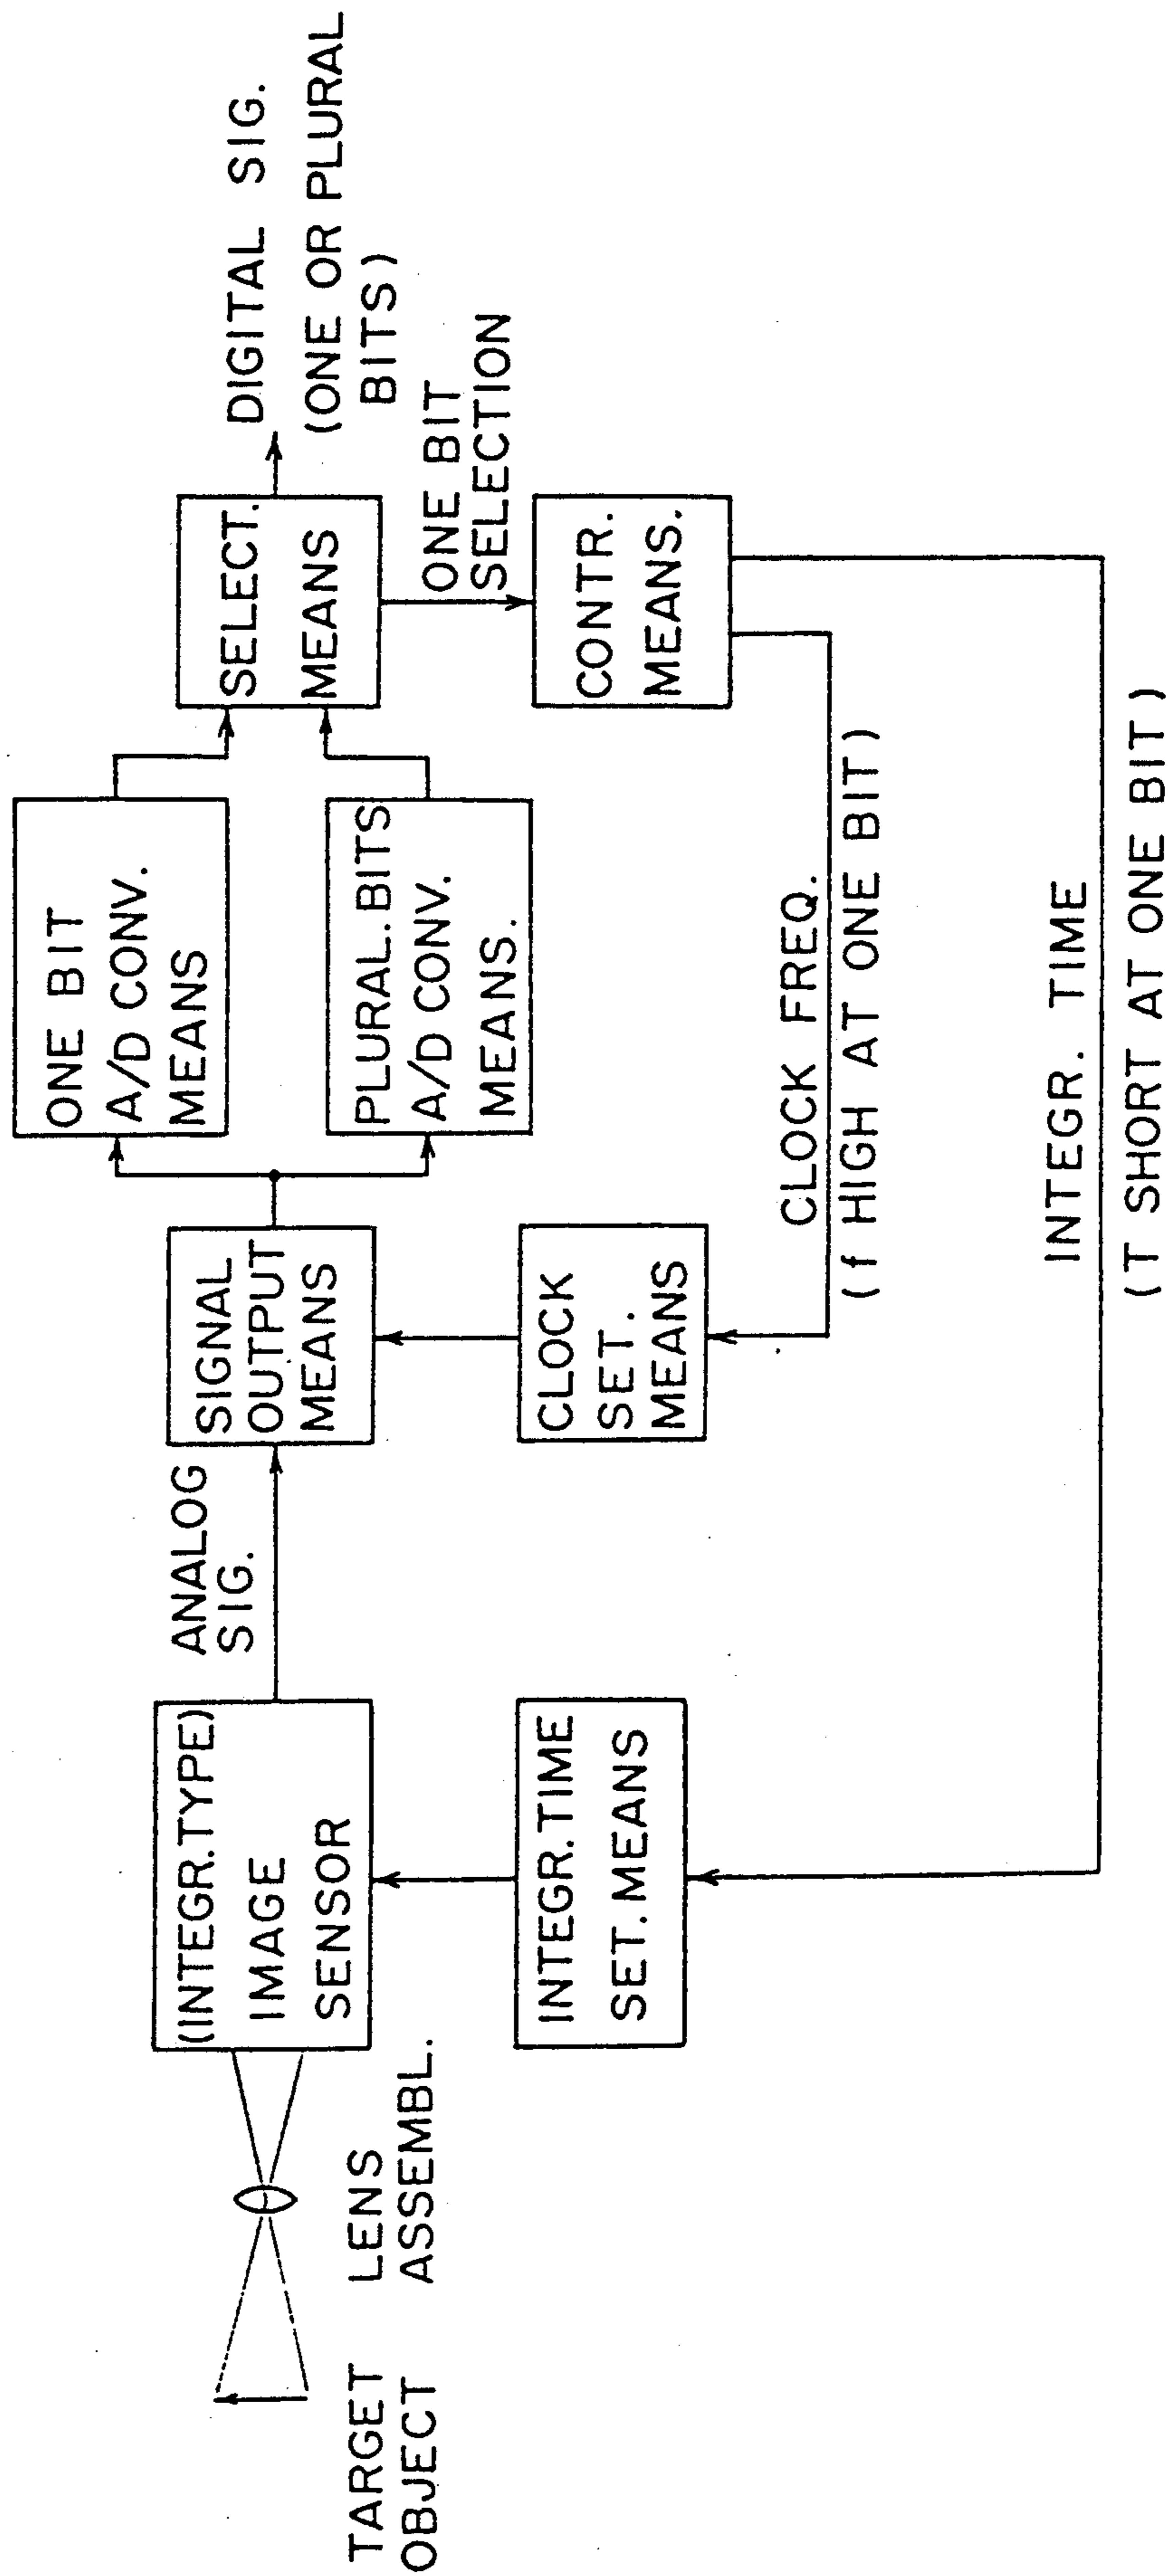 TARGET
OBJECT
LENS
ASSEMBL.
(INTEGR.TYPE)
IMAGE
SENSOR
INTEGR.TIME
SET.MEANS
ANALOG
SIG.
SIGNAL
OUTPUT
MEANS
CLOCK
SET.
MEANS
ONE BIT
A/D CONV.
MEANS
PLURAL.BITS
A/D CONV.
MEANS.
SELECT.
MEANS
DIGITAL SIG.
(ONE OR PLURAL
BITS)
ONE BIT
SELECTION
CONTR.
MEANS.
CLOCK FREQ.
(f HIGH AT ONE BIT)
INTEGR. TIME
(T SHORT AT ONE BIT)